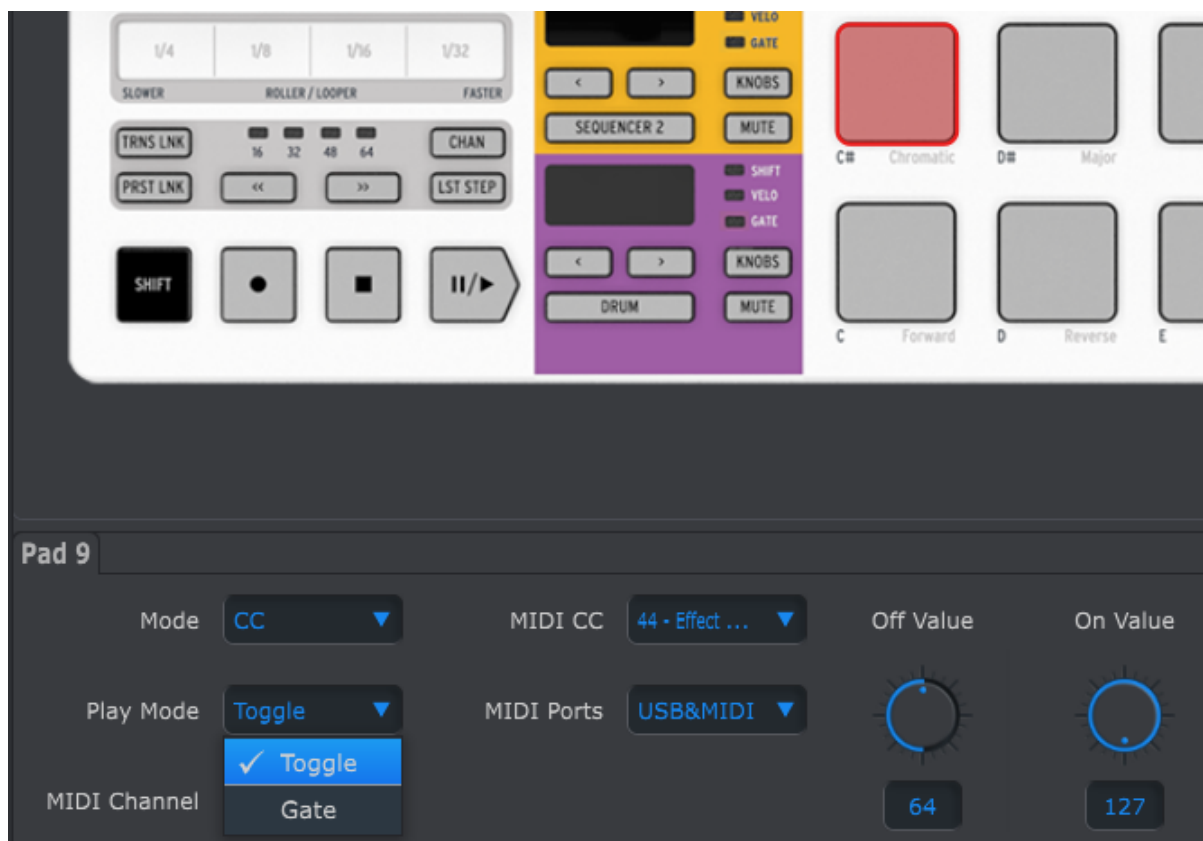 VELO
1/4 1/8 1/16 1/32
GATE
SLOWER ROLLER / LOOPER FASTER
< > KNOBS
SEQUENCER 2 MUTE
TRNS LNK 16 32 48 64 CHAN
C# Chromatic D# Major
SHIFT
PRST LNK << >> LST STEP
VELO
GATE
SHIFT
< > KNOBS
DRUM MUTE
C Forward D Reverse E
Pad 9
Mode CC MIDI CC 44 - Effect ... Off Value On Value
Play Mode Toggle MIDI Ports USB&MIDI
Toggle
MIDI Channel Gate 64 127